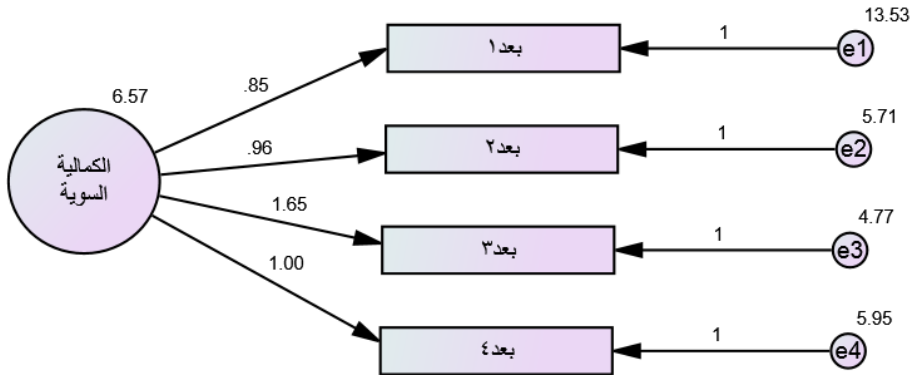 13.53
بعد١
1
e1
.85
6.57
5.71
بعد٢
1
e2
.96
الكمالية
السوية
4.77
1.65
بعد٣
1
e3
1.00
5.95
بعد٤
1
e4